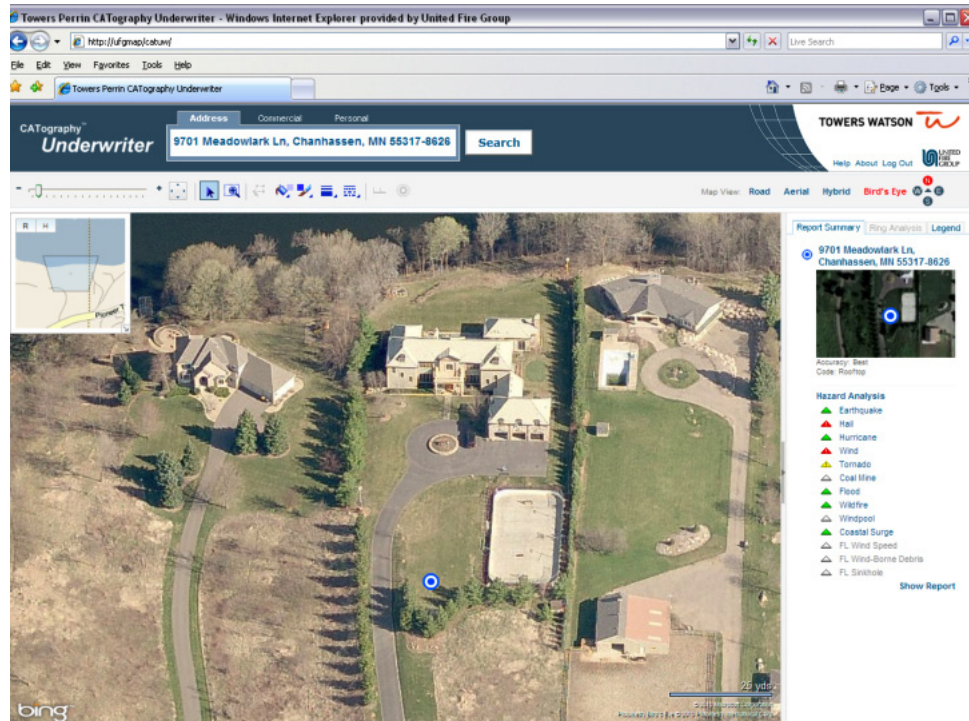 Towers Perrin CATography Underwriter - Windows Internet Explorer provided by United Fire Group
http://ufgmap/catuw/
Live Search
File Edit View Favorites Tools Help
Towers Perrin CATography Underwriter
Page Tools
Address Commercial Personal
CATography™
Underwriter
9701 Meadowlark Ln, Chanhassen, MN 55317-8626
Search
TOWERS WATSON
Help About Log Out
UNITED
FIRE
GROUP
Map View: Road Aerial Hybrid Bird's Eye
N
W E
S
R H
Pioneer T
Report Summary Ring Analysis Legend
9701 Meadowlark Ln,
Chanhassen, MN 55317-8626
Accuracy: Best
Code: Rooftop
Hazard Analysis
Earthquake
Hail
Hurricane
Wind
Tornado
Coal Mine
Flood
Wildfire
Windpool
Coastal Surge
FL Wind Speed
FL Wind-Borne Debris
FL Sinkhole
Show Report
25 yds
bing™